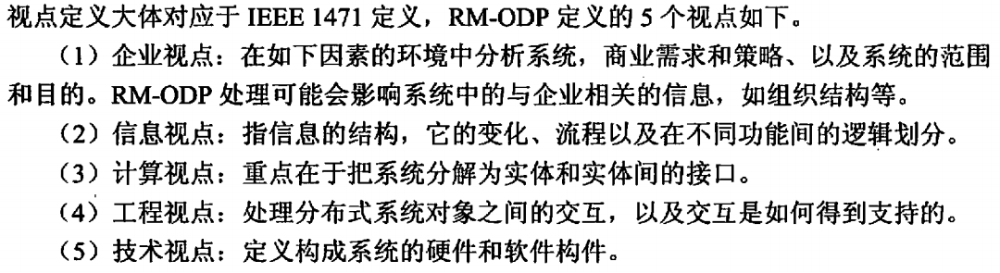 视点定义大体对应于 IEEE 1471 定义，RM-ODP 定义的 5 个视点如下。
（1）企业视点：在如下因素的环境中分析系统，商业需求和策略、以及系统的范围
和目的。RM-ODP 处理可能会影响系统中的与企业相关的信息，如组织结构等。
（2）信息视点：指信息的结构，它的变化、流程以及在不同功能间的逻辑划分。
（3）计算视点：重点在于把系统分解为实体和实体间的接口。
（4）工程视点：处理分布式系统对象之间的交互，以及交互是如何得到支持的。
（5）技术视点：定义构成系统的硬件和软件构件。